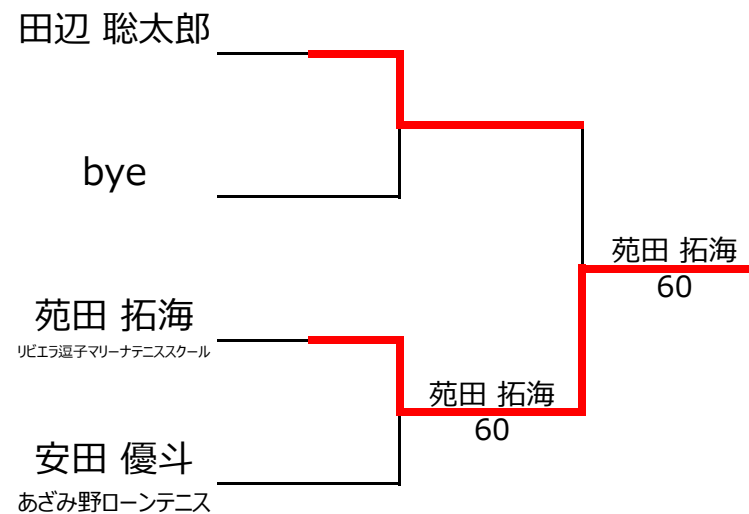 田辺 聡太郎
bye
苑田 拓海
60
苑田 拓海
リビエラ逗子マリーナテニススクール
苑田 拓海
60
安田 優斗
あざみ野ローンテニス